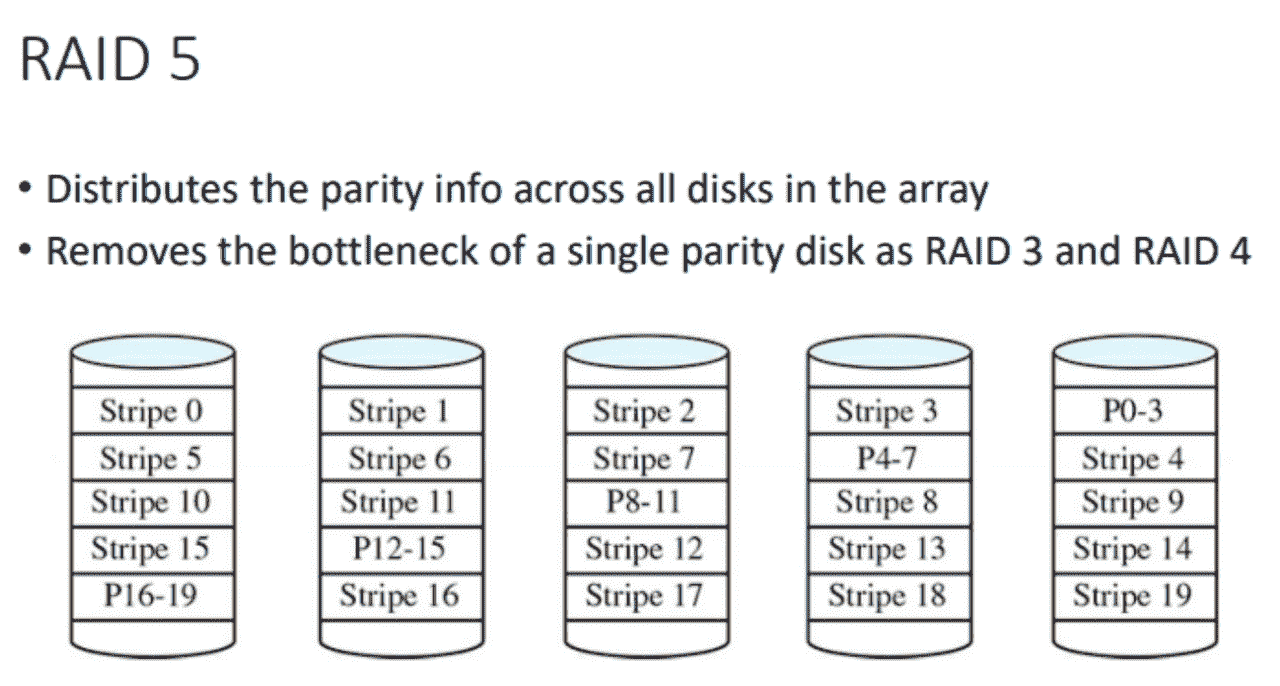 RAID 5
• Distributes the parity info across all disks in the array
• Removes the bottleneck of a single parity disk as RAID 3 and RAID 4
Stripe 0 Stripe 1 Stripe 2 Stripe 3 P0-3
Stripe 5 Stripe 6 Stripe 7 P4-7 Stripe 4
Stripe 10 Stripe 11 P8-11 Stripe 8 Stripe 9
Stripe 15 P12-15 Stripe 12 Stripe 13 Stripe 14
P16-19 Stripe 16 Stripe 17 Stripe 18 Stripe 19